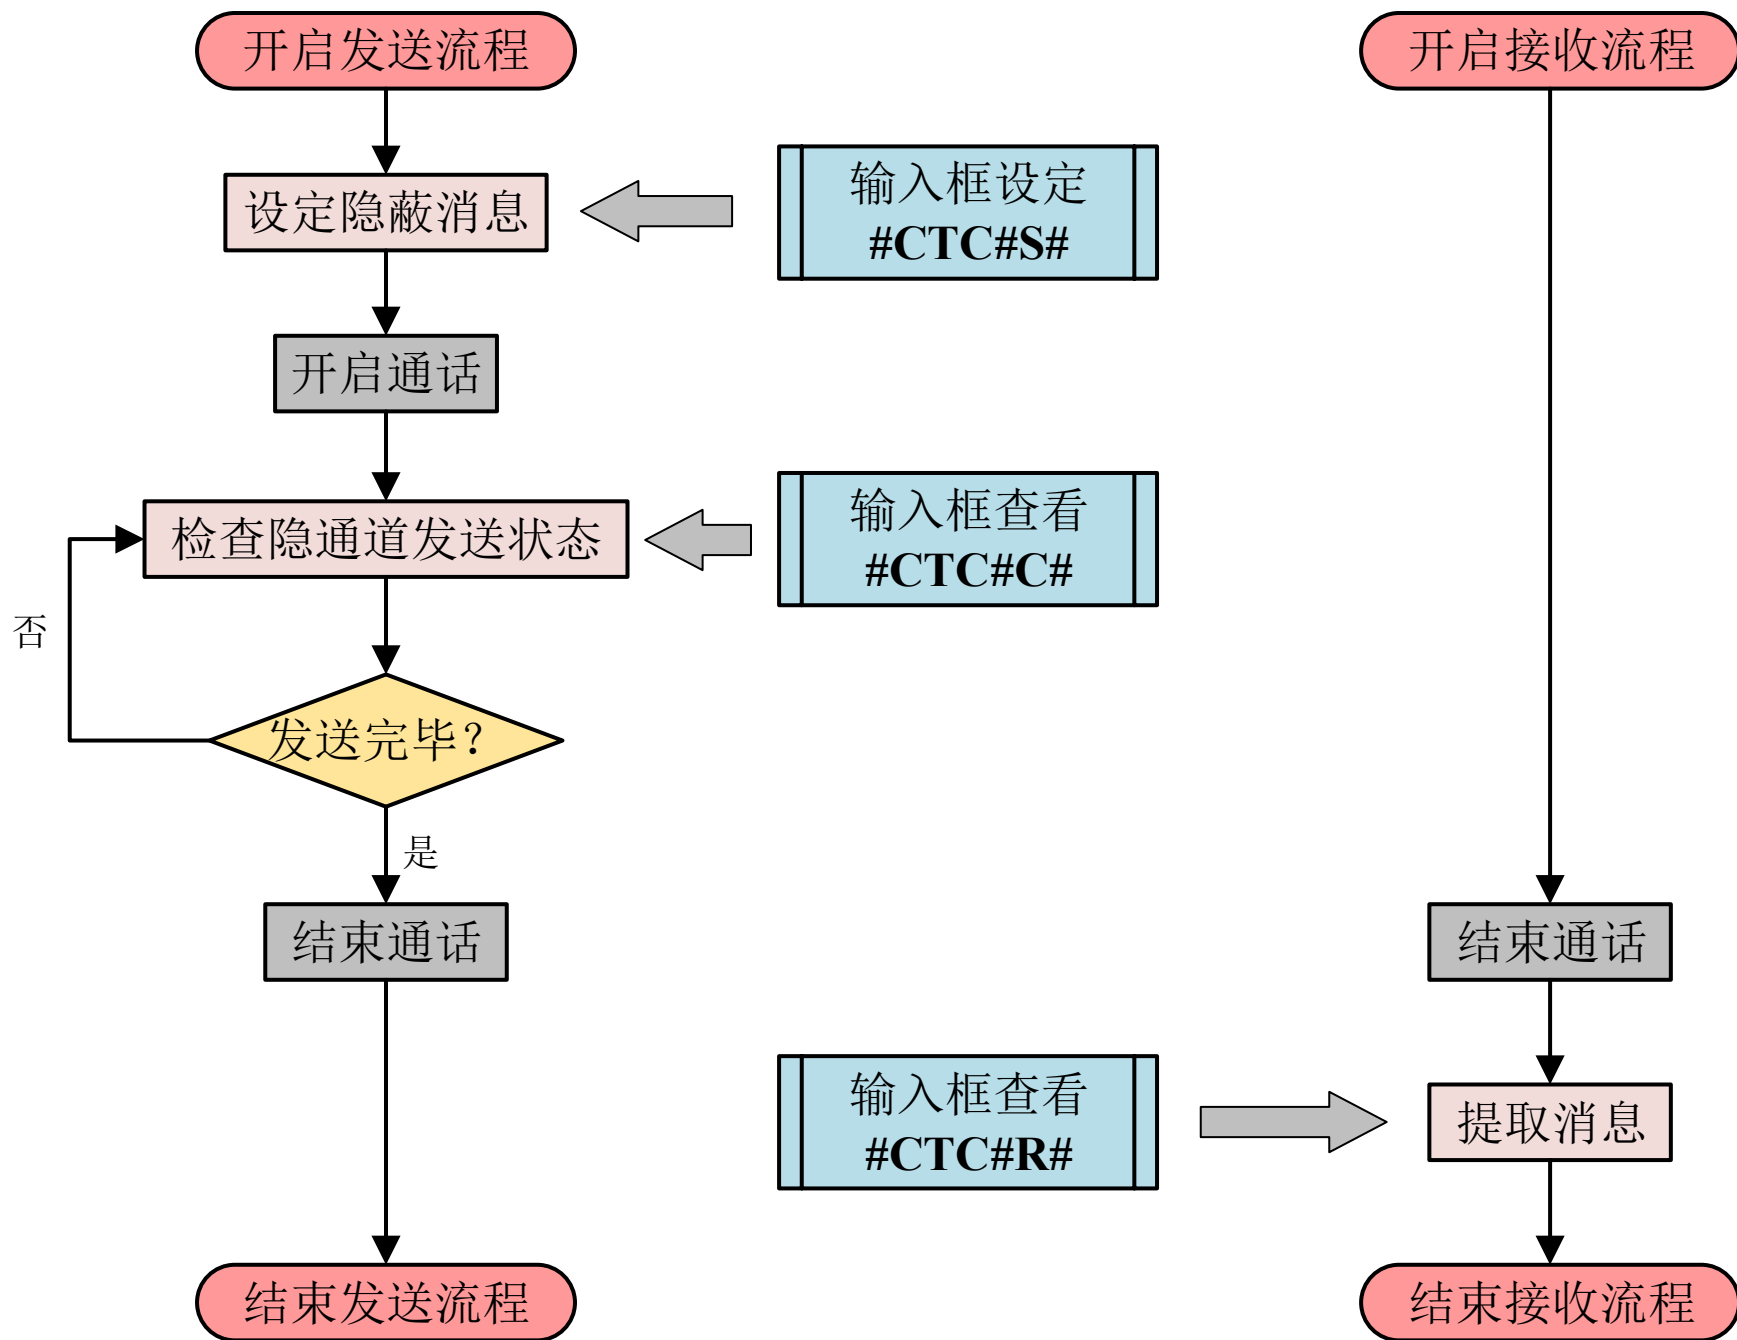 开启发送流程
开启接收流程
设定隐蔽消息
输入框设定
#CTC#S#
开启通话
检查隐通道发送状态
输入框查看
#CTC#C#
否
发送完毕？
是
结束通话
结束通话
输入框查看
#CTC#R#
提取消息
结束发送流程
结束接收流程